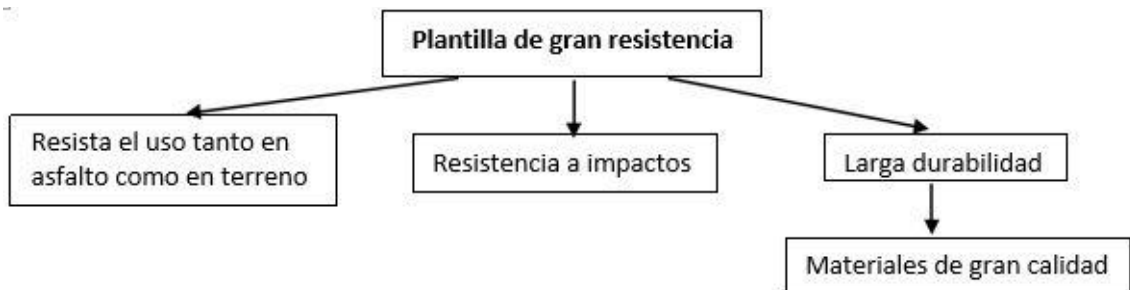 Plantilla de gran resistencia
Resista el uso tanto en
asfalto como en terreno
Resistencia a impactos
Larga durabilidad
Materiales de gran calidad